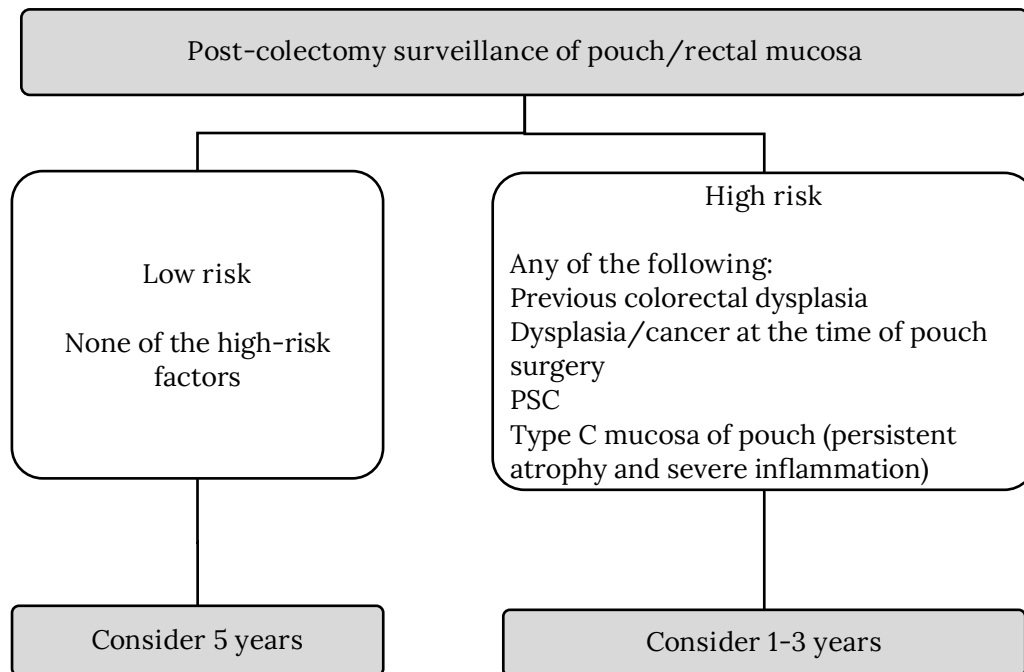 Post-colectomy surveillance of pouch/rectal mucosa
Low risk
None of the high-risk
factors
High risk
Any of the following:
Previous colorectal dysplasia
Dysplasia/cancer at the time of pouch
surgery
PSC
Type C mucosa of pouch (persistent
atrophy and severe inflammation)
Consider 5 years
Consider 1-3 years